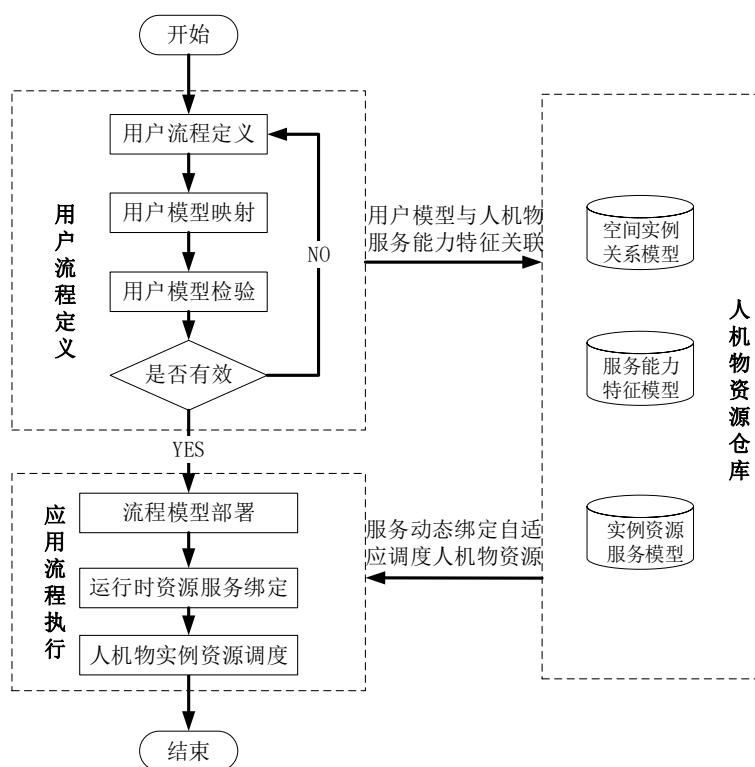 开始
用户流程定义
用户流程定义
用户模型映射
用户模型检验
是否有效
NO
YES
用户模型与人机物
服务能力特征关联
空间实例
关系模型
服务能力
特征模型
实例资源
服务模型
人机物资源仓库
应用流程执行
流程模型部署
运行时资源服务绑定
人机物实例资源调度
服务动态绑定自适
应调度人机物资源
结束